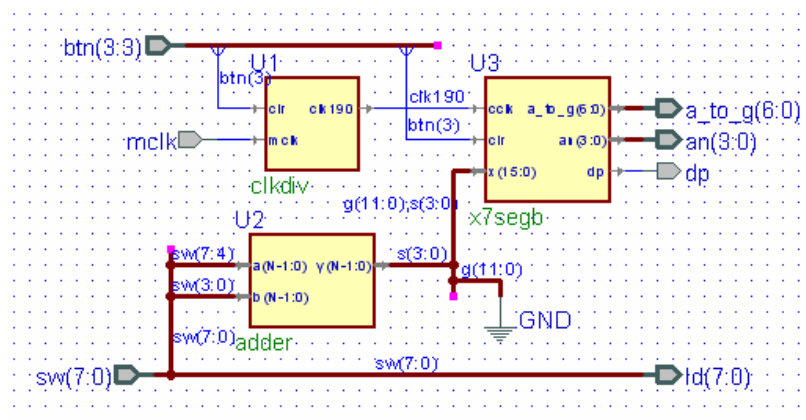 btn(3:3)
U1
U3
btn(3)
clr
clk190
clk190
cclk
a_to_g(6:0)
a_to_g(6:0)
mclk
mclk
btn(3)
clr
an(3:0)
an(3:0)
x(15:0)
dp
dp
clkdiv
g(11:0),s(3:0)
x7segb
U2
sw(7:4)
a(N-1:0)
y(N-1:0)
s(3:0)
g(11:0)
sw(3:0)
b(N-1:0)
GND
sw(7:0)
adder
sw(7:0)
sw(7:0)
ld(7:0)